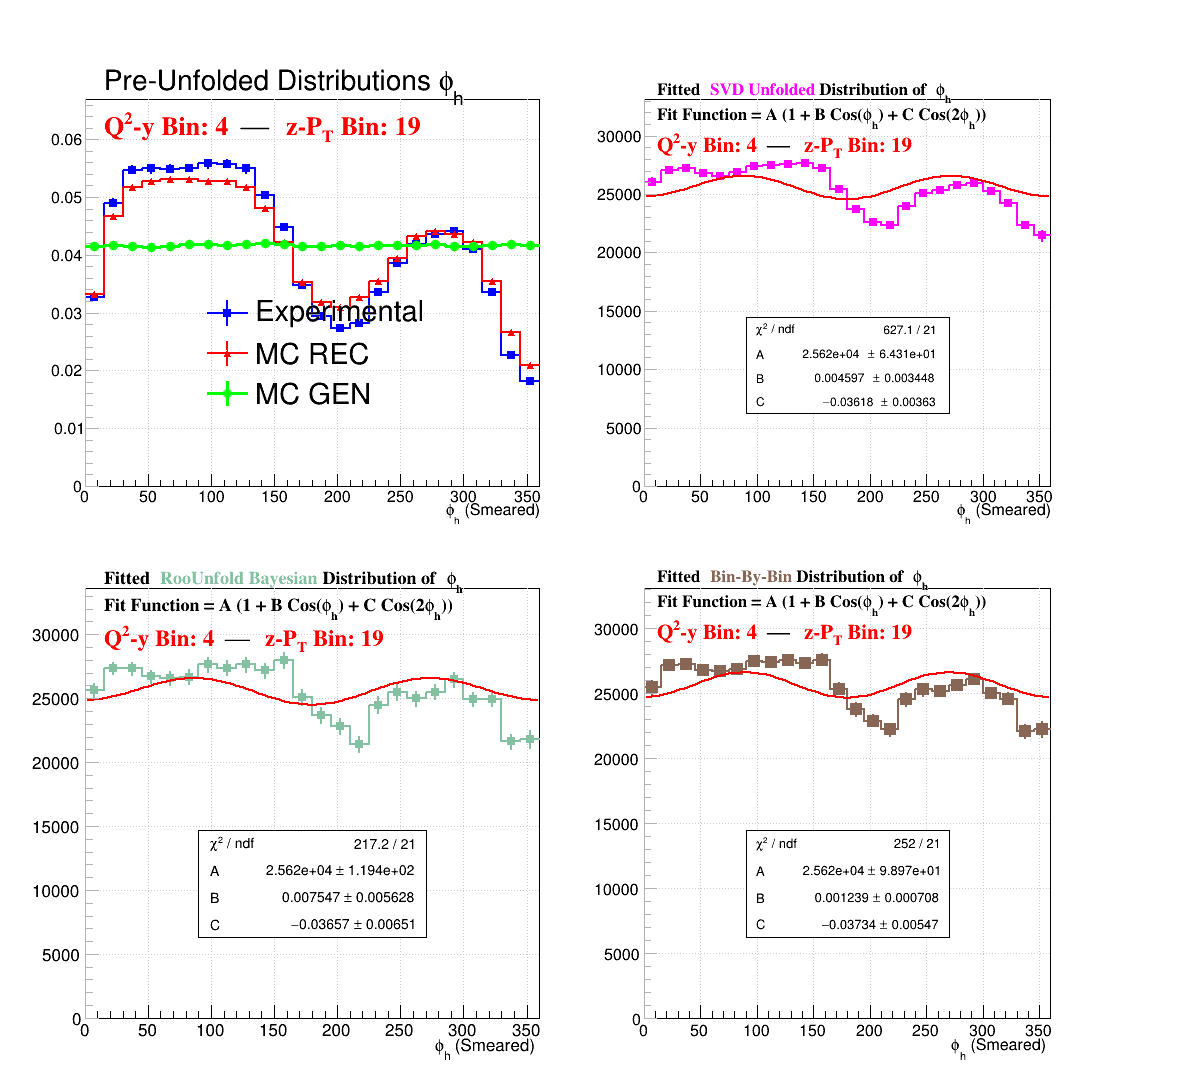 Pre-Unfolded Distributions ϕh
Q²-y Bin: 4 — z-PT Bin: 19
0.06
0.05
0.04
0.03
0.02
0.01
0
Experimental
MC REC
MC GEN
0 50 100 150 200 250 300 350
ϕh (Smeared)
Fitted SVD Unfolded Distribution of ϕh
Fit Function = A (1 + B Cos(ϕh) + C Cos(2ϕh))
Q²-y Bin: 4 — z-PT Bin: 19
30000
25000
20000
15000
10000
5000
0
χ² / ndf 627.1 / 21
A 2.562e+04 ± 6.431e+01
B 0.004597 ± 0.003448
C −0.03618 ± 0.00363
0 50 100 150 200 250 300 350
ϕh (Smeared)
Fitted RooUnfold Bayesian Distribution of ϕh
Fit Function = A (1 + B Cos(ϕh) + C Cos(2ϕh))
Q²-y Bin: 4 — z-PT Bin: 19
30000
25000
20000
15000
10000
5000
0
χ² / ndf 217.2 / 21
A 2.562e+04 ± 1.194e+02
B 0.007547 ± 0.005628
C −0.03657 ± 0.00651
0 50 100 150 200 250 300 350
ϕh (Smeared)
Fitted Bin-By-Bin Distribution of ϕh
Fit Function = A (1 + B Cos(ϕh) + C Cos(2ϕh))
Q²-y Bin: 4 — z-PT Bin: 19
30000
25000
20000
15000
10000
5000
0
χ² / ndf 252 / 21
A 2.562e+04 ± 9.897e+01
B 0.001239 ± 0.000708
C −0.03734 ± 0.00547
0 50 100 150 200 250 300 350
ϕh (Smeared)